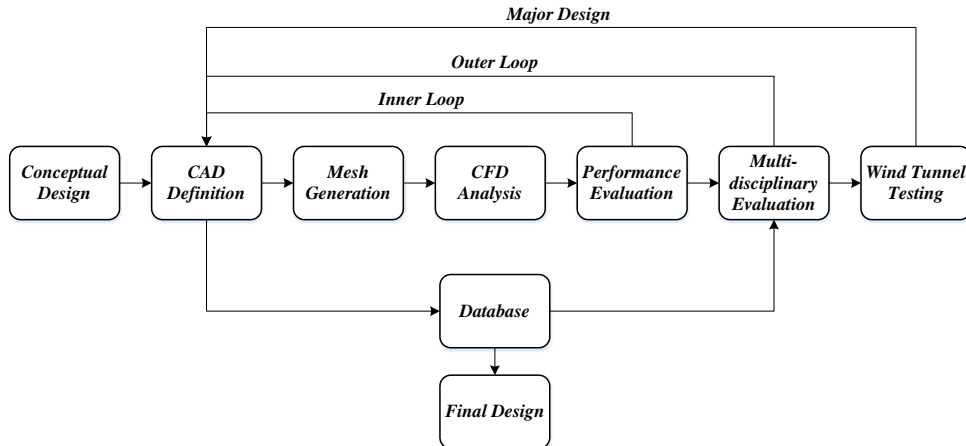 Major Design
Outer Loop
Inner Loop
Conceptual
Design
CAD
Definition
Mesh
Generation
CFD
Analysis
Performance
Evaluation
Multi-
disciplinary
Evaluation
Wind Tunnel
Testing
Database
Final Design